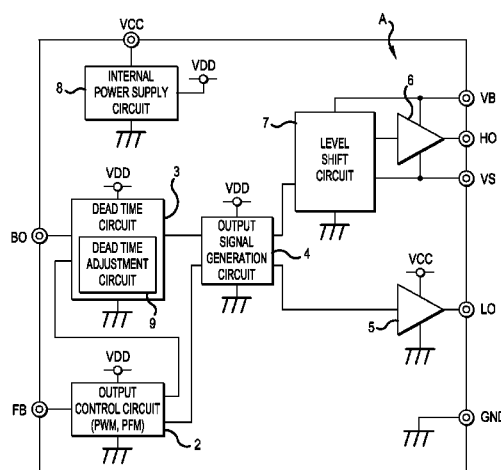 VCC
A
8
INTERNAL
POWER SUPPLY
CIRCUIT
VDD
6
VB
7
LEVEL
SHIFT
CIRCUIT
HO
VS
VDD
3
DEAD TIME
CIRCUIT
DEAD TIME
ADJUSTMENT
CIRCUIT
9
BO
VDD
OUTPUT
SIGNAL
GENERATION
CIRCUIT
4
VCC
5
LO
VDD
FB
OUTPUT
CONTROL CIRCUIT
(PWM, PFM)
2
GND